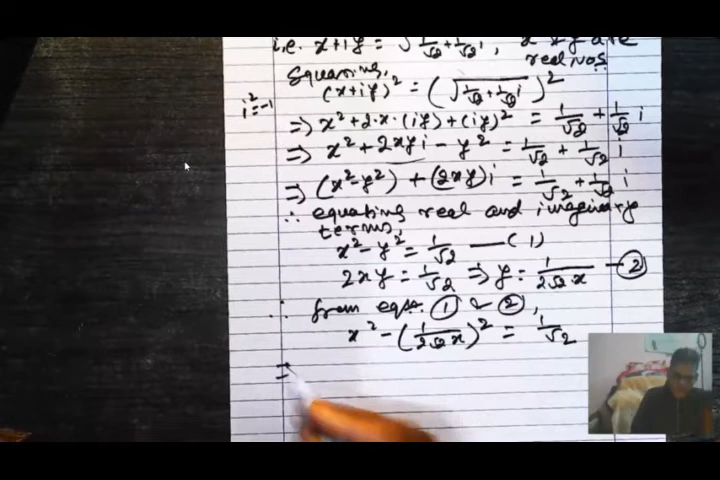 i.e. x+iy = √(1/√2 + 1/√2 i), x & y are
real nos.
Squaring,
(x+iy)² = (√(1/√2 + 1/√2 i))²
i² = -1
⇒ x² + 2·x·(iy) + (iy)² = 1/√2 + 1/√2 i
⇒ x² + 2xyi - y² = 1/√2 + 1/√2 i
⇒ (x²-y²) + (2xy)i = 1/√2 + 1/√2 i
∴ equating real and imaginary
terms,
x² - y² = 1/√2 —(1)
2xy = 1/√2 ⇒ y = 1/(2√2 x) —②
∴ from eqs. ① & ②,
x² - (1/(2√2 x))² = 1/√2
⇒